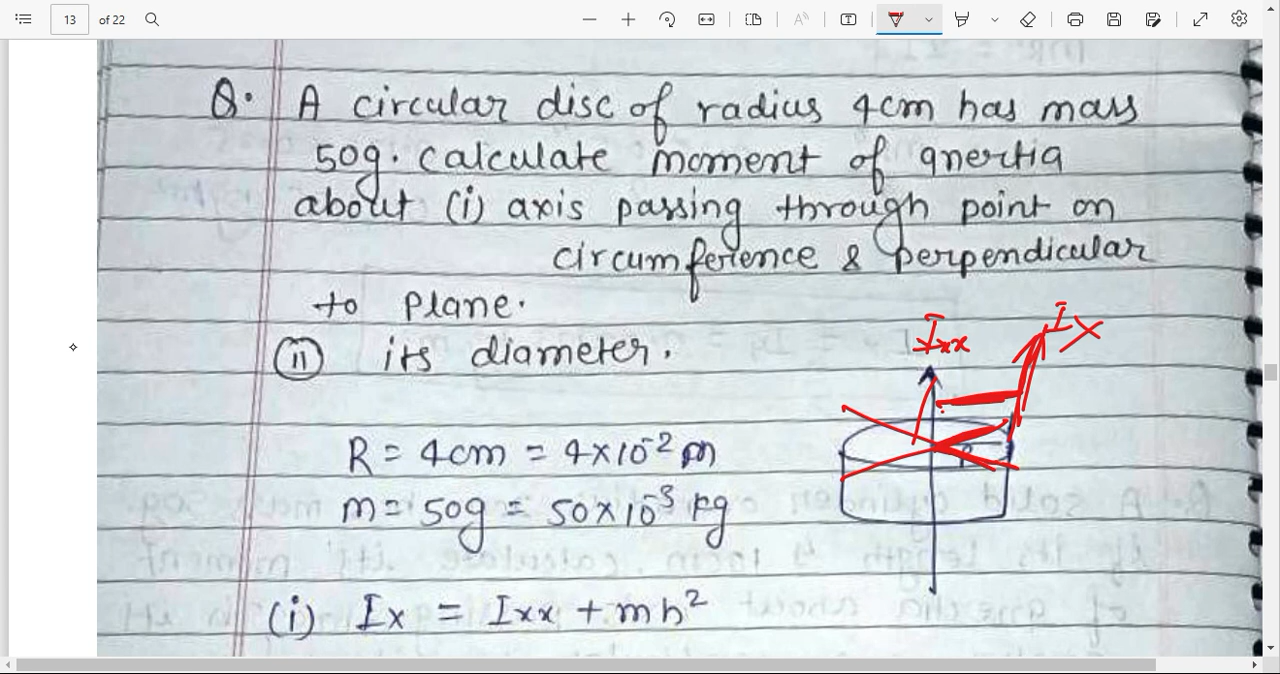 13 of 22
Q. A circular disc of radius 4cm has mass
50g. calculate moment of qnertia
about (i) axis passing through point on
circumference & perpendicular
to plane.
(ii) its diameter.
Ixx
Ix
R
R = 4cm = 4×10⁻² m
m = 50g = 50×10⁻³ kg
(i) Ix = Ixx + mh²